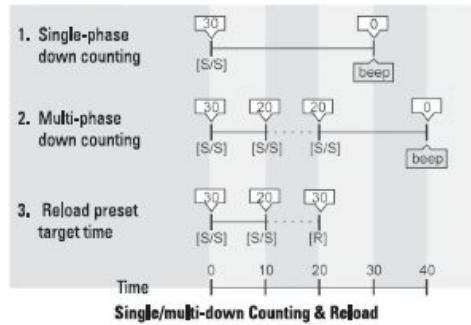 1. Single-phase down counting
30 0
[S/S] beep
2. Multi-phase down counting
30 20 20 0
[S/S] [S/S] [S/S] beep
3. Reload preset target time
30 20 30
[S/S] [S/S] [R]
Time 0 10 20 30 40
Single/multi-down Counting & Reload